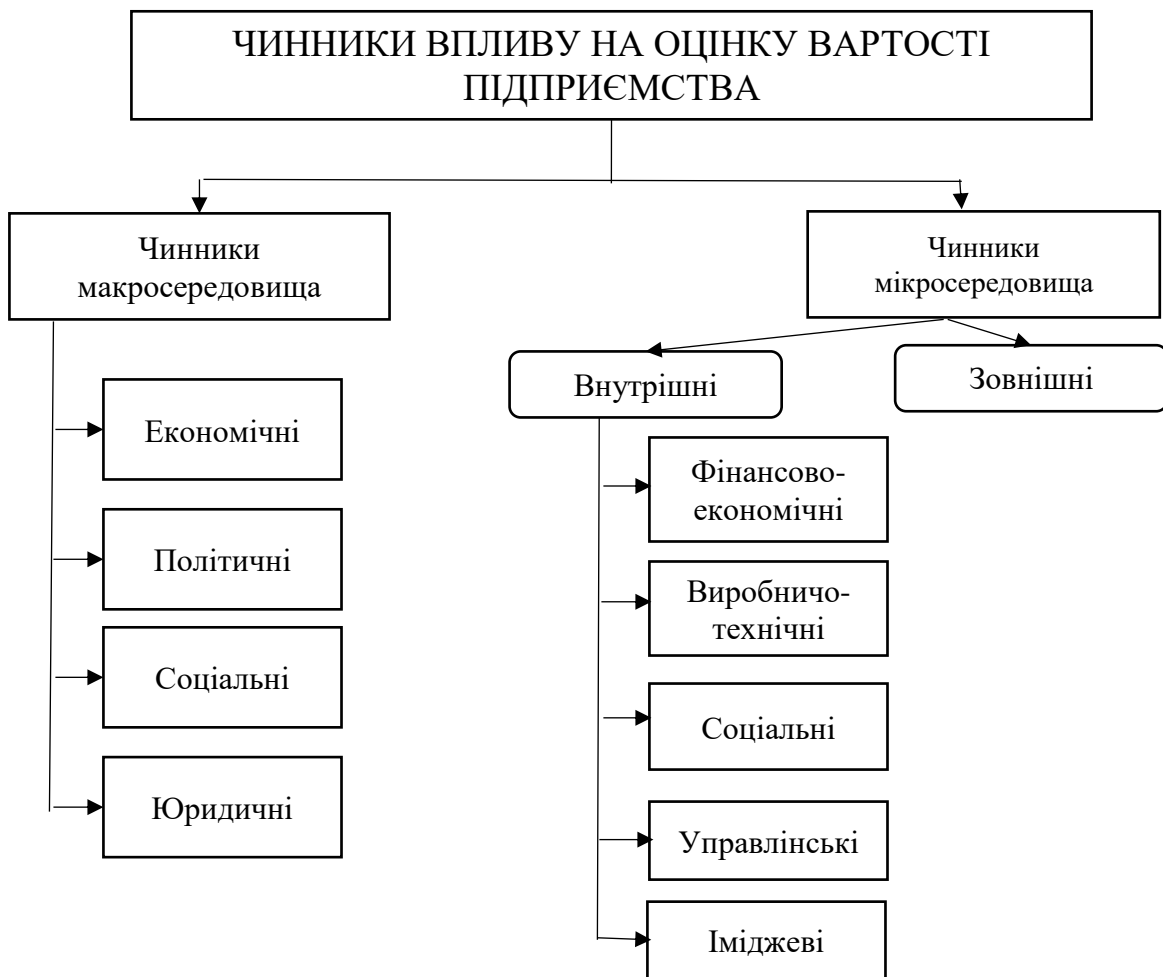 ЧИННИКИ ВПЛИВУ НА ОЦІНКУ ВАРТОСТІ
ПІДПРИЄМСТВА
Чинники
макросередовища
Чинники
мікросередовища
Внутрішні
Зовнішні
Економічні
Політичні
Соціальні
Юридичні
Фінансово-
економічні
Виробничо-
технічні
Соціальні
Управлінські
Іміджеві